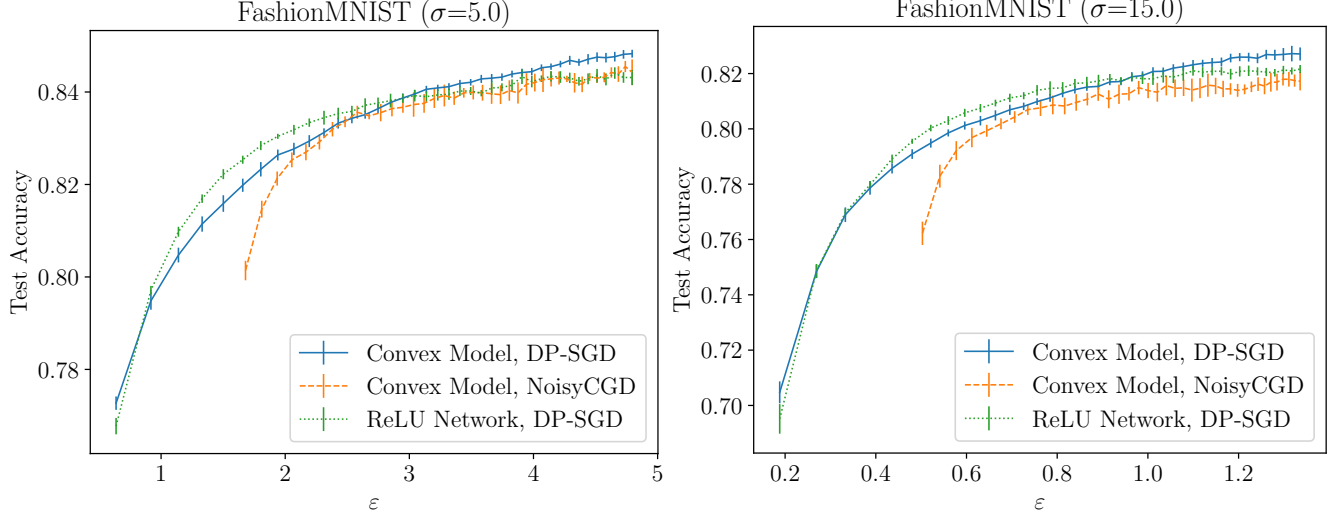 FashionMNIST (σ=5.0)
Test Accuracy
0.84
0.82
0.80
0.78
Convex Model, DP-SGD
Convex Model, NoisyCGD
ReLU Network, DP-SGD
1 2 3 4 5
ε
FashionMNIST (σ=15.0)
Test Accuracy
0.82
0.80
0.78
0.76
0.74
0.72
0.70
Convex Model, DP-SGD
Convex Model, NoisyCGD
ReLU Network, DP-SGD
0.2 0.4 0.6 0.8 1.0 1.2
ε